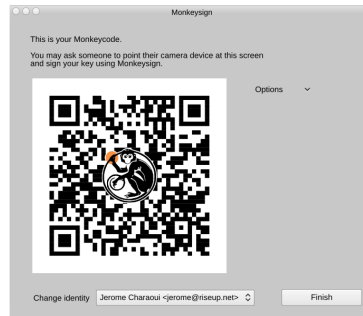 Monkeysign
This is your Monkeycode.
You may ask someone to point their camera device at this screen
and sign your key using Monkeysign.
Options
Change identity Jerome Charaoui <jerome@riseup.net> Finish